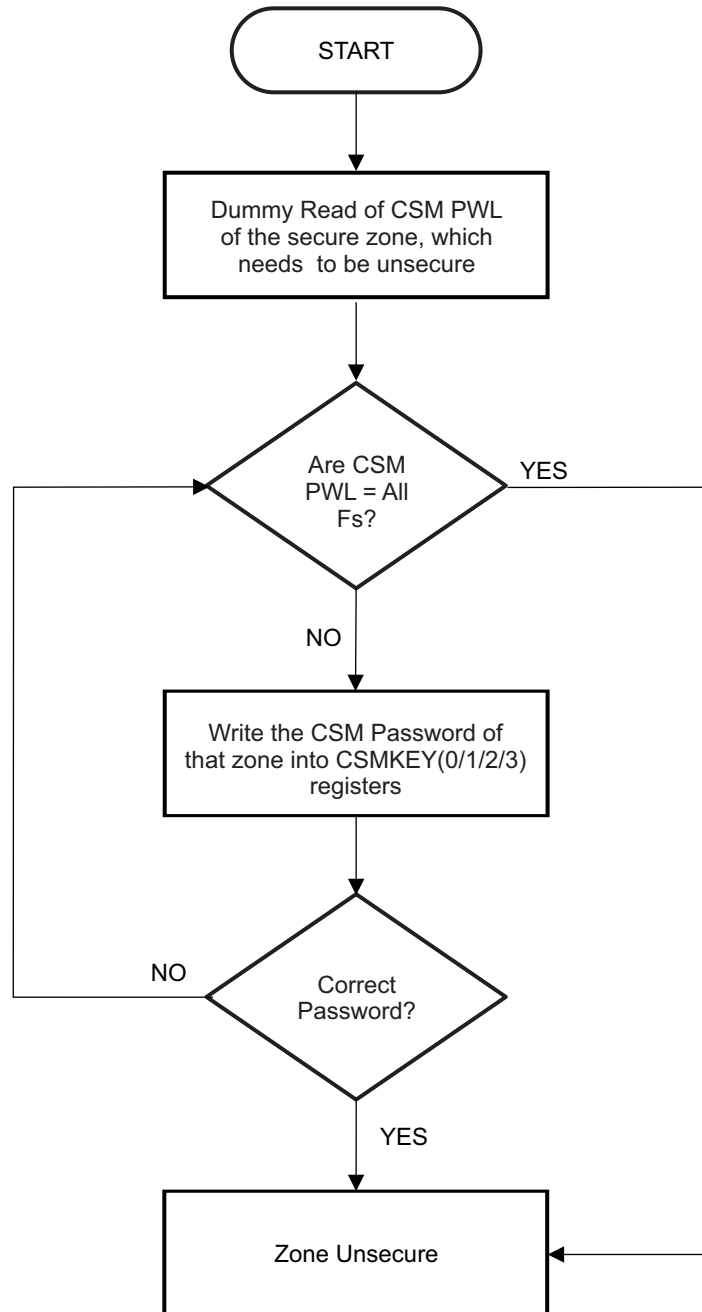 START
Dummy Read of CSM PWL
of the secure zone, which
needs to be unsecure
Are CSM
PWL = All
Fs?
YES
NO
Write the CSM Password of
that zone into CSMKEY(0/1/2/3)
registers
NO
Correct
Password?
YES
Zone Unsecure